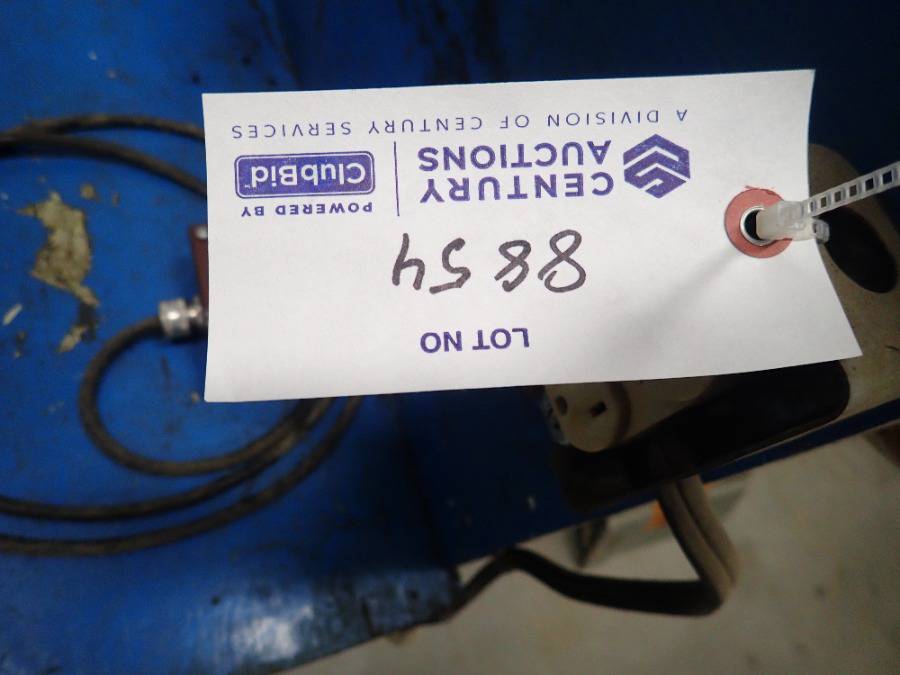 LOT NO
8854
CENTURY
AUCTIONS
POWERED BY
ClubBid
A DIVISION OF CENTURY SERVICES